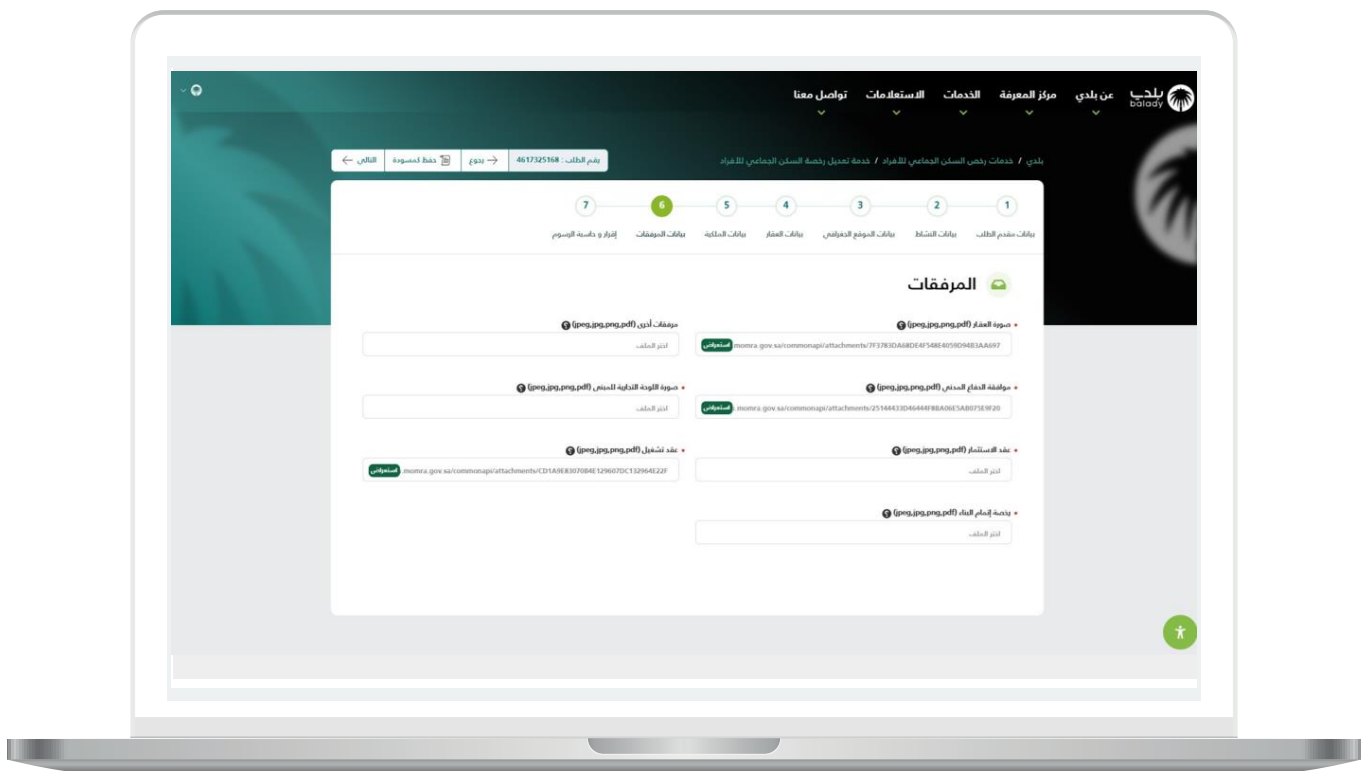 بلدي
balady
عن بلدي
مركز المعرفة
الخدمات
الاستعلامات
تواصل معنا
بلدي / خدمات رخص السكن الجماعي للأفراد / خدمة تعديل رخصة السكن الجماعي للأفراد
رقم الطلب : 4617325168
رجوع
حفظ كمسودة
التالي
1
2
3
4
5
6
7
بيانات مقدم الطلب
بيانات النشاط
بيانات الموقع الجغرافي
بيانات العقار
بيانات الملكية
بيانات المرفقات
إقرار و حاسبة الرسوم
المرفقات
صورة العقار (jpeg,jpg,png,pdf)
momra.gov.sa/commonapi/attachments/7F3783DA68DE4F548E4059D94B3AA697
استعراض
مرفقات أخرى (jpeg,jpg,png,pdf)
اختر الملف
موافقة الدفاع المدني (jpeg,jpg,png,pdf)
momra.gov.sa/commonapi/attachments/25144433D46444F8BA06E5AB075E9F20
استعراض
صورة اللوحة التجارية للمبنى (jpeg,jpg,png,pdf)
اختر الملف
عقد الاستثمار (jpeg,jpg,png,pdf)
اختر الملف
عقد تشغيل (jpeg,jpg,png,pdf)
momra.gov.sa/commonapi/attachments/CD1A9E83070B4E129607DC132964E22F
استعراض
رخصة إتمام البناء (jpeg,jpg,png,pdf)
اختر الملف